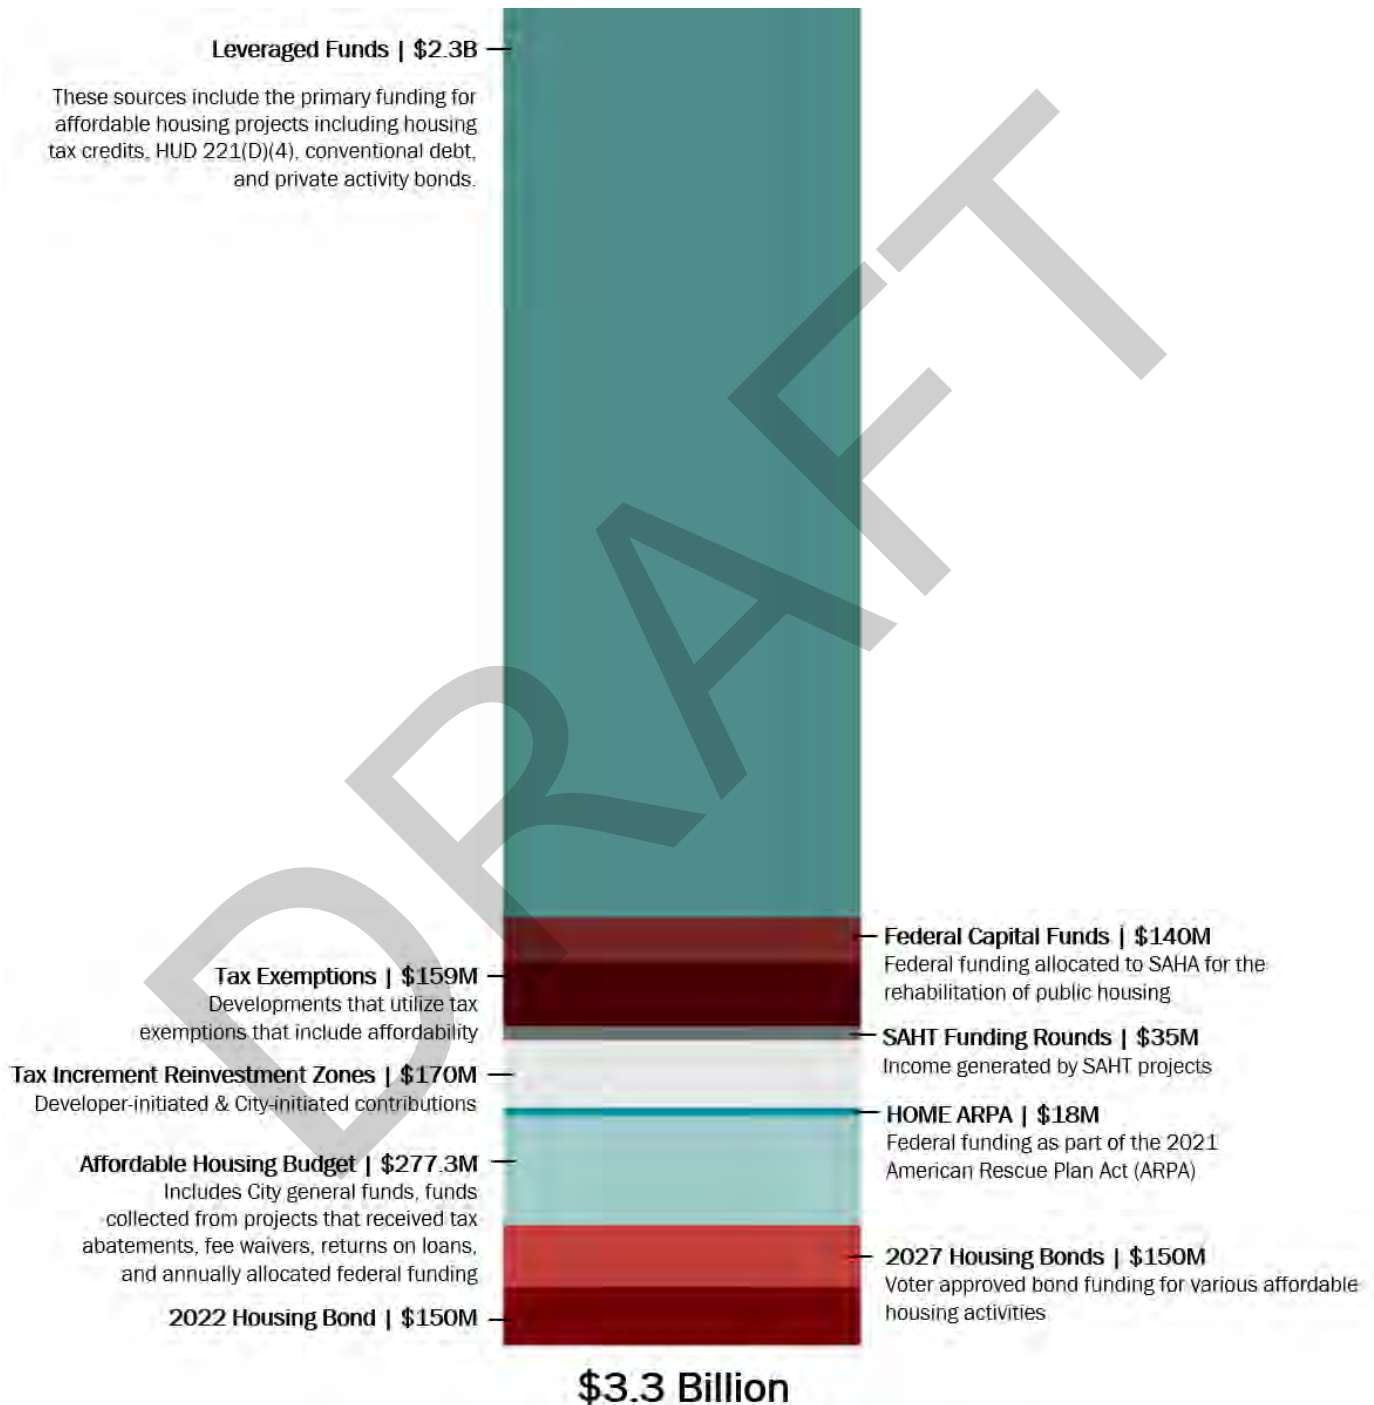 Leveraged Funds | $2.3B
These sources include the primary funding for
affordable housing projects including housing
tax credits, HUD 221(D)(4), conventional debt,
and private activity bonds.
DRAFT
Federal Capital Funds | $140M
Federal funding allocated to SAHA for the
rehabilitation of public housing
Tax Exemptions | $159M
Developments that utilize tax
exemptions that include affordability
SAHT Funding Rounds | $35M
Income generated by SAHT projects
Tax Increment Reinvestment Zones | $170M
Developer-initiated & City-initiated contributions
HOME ARPA | $18M
Federal funding as part of the 2021
American Rescue Plan Act (ARPA)
Affordable Housing Budget | $277.3M
Includes City general funds, funds
collected from projects that received tax
abatements, fee waivers, returns on loans,
and annually allocated federal funding
2027 Housing Bonds | $150M
Voter approved bond funding for various affordable
housing activities
2022 Housing Bond | $150M
$3.3 Billion